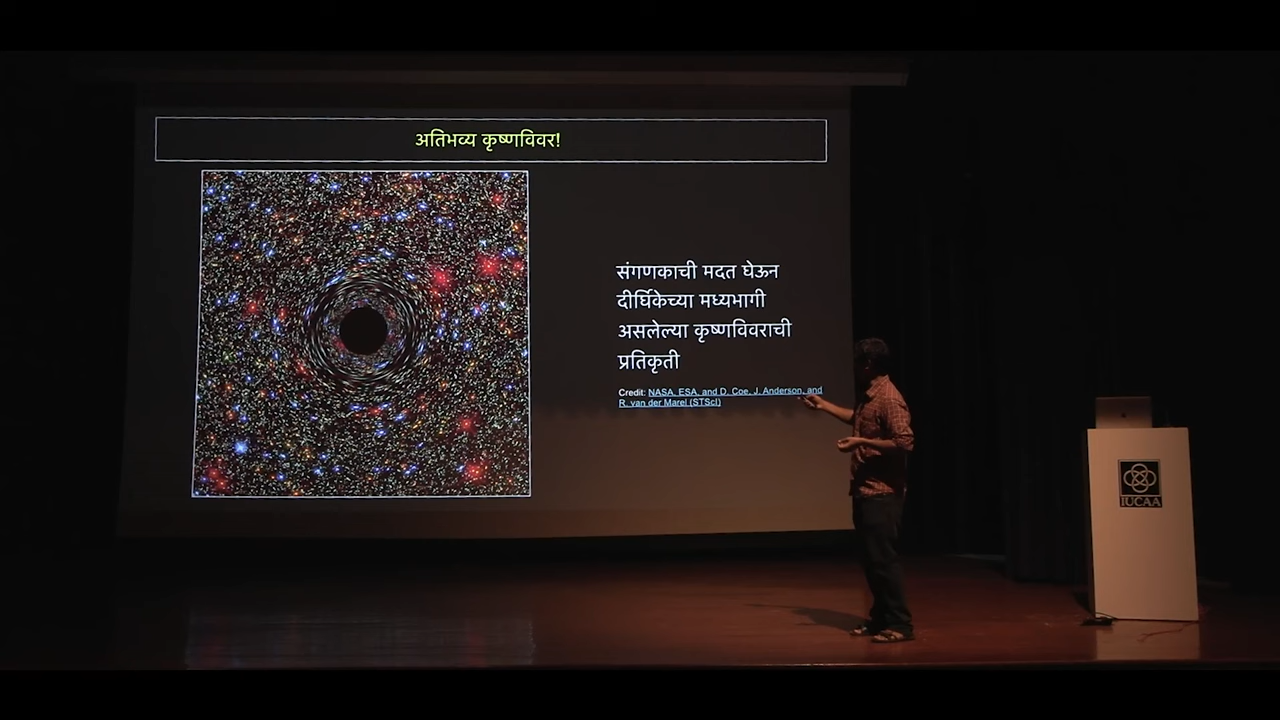 अतिभव्य कृष्णविवर!
संगणकाची मदत घेऊन
दीर्घिकेच्या मध्यभागी
असलेल्या कृष्णविवराची
प्रतिकृती
Credit: NASA, ESA, and D. Coe, J. Anderson, and
R. van der Marel (STScI)
IUCAA